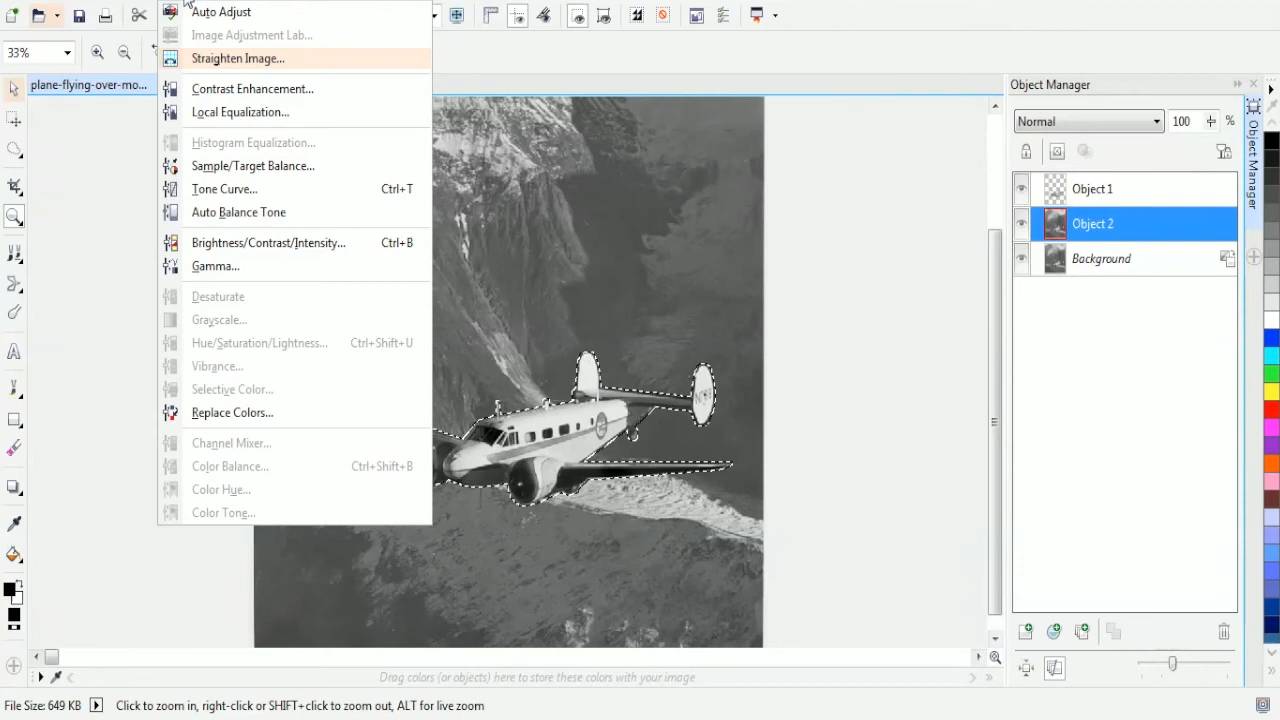 Auto Adjust
Image Adjustment Lab...
Straighten Image...
Contrast Enhancement...
Local Equalization...
Histogram Equalization...
Sample/Target Balance...
Tone Curve... Ctrl+T
Auto Balance Tone
Brightness/Contrast/Intensity... Ctrl+B
Gamma...
Desaturate
Grayscale...
Hue/Saturation/Lightness... Ctrl+Shift+U
Vibrance...
Selective Color...
Replace Colors...
Channel Mixer...
Color Balance... Ctrl+Shift+B
Color Hue...
Color Tone...
33%
plane-flying-over-mo...
Object Manager
Normal 100 %
Object 1
Object 2
Background
Object Manager
Drag colors (or objects) here to store these colors with your image
File Size: 649 KB Click to zoom in, right-click or SHIFT+click to zoom out, ALT for live zoom